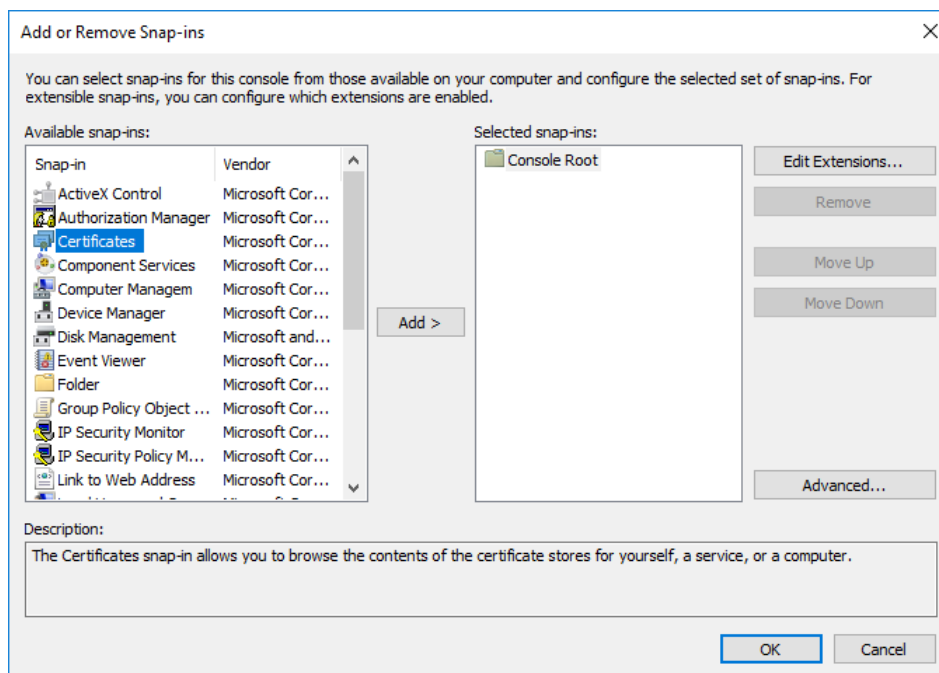 Add or Remove Snap-ins
You can select snap-ins for this console from those available on your computer and configure the selected set of snap-ins. For
extensible snap-ins, you can configure which extensions are enabled.
Available snap-ins:
Selected snap-ins:
Snap-in Vendor
ActiveX Control Microsoft Cor...
Authorization Manager Microsoft Cor...
Certificates Microsoft Cor...
Component Services Microsoft Cor...
Computer Managem Microsoft Cor...
Device Manager Microsoft Cor...
Disk Management Microsoft and...
Event Viewer Microsoft Cor...
Folder Microsoft Cor...
Group Policy Object ... Microsoft Cor...
IP Security Monitor Microsoft Cor...
IP Security Policy M... Microsoft Cor...
Link to Web Address Microsoft Cor...
Add >
Console Root
Edit Extensions...
Remove
Move Up
Move Down
Advanced...
Description:
The Certificates snap-in allows you to browse the contents of the certificate stores for yourself, a service, or a computer.
OK
Cancel